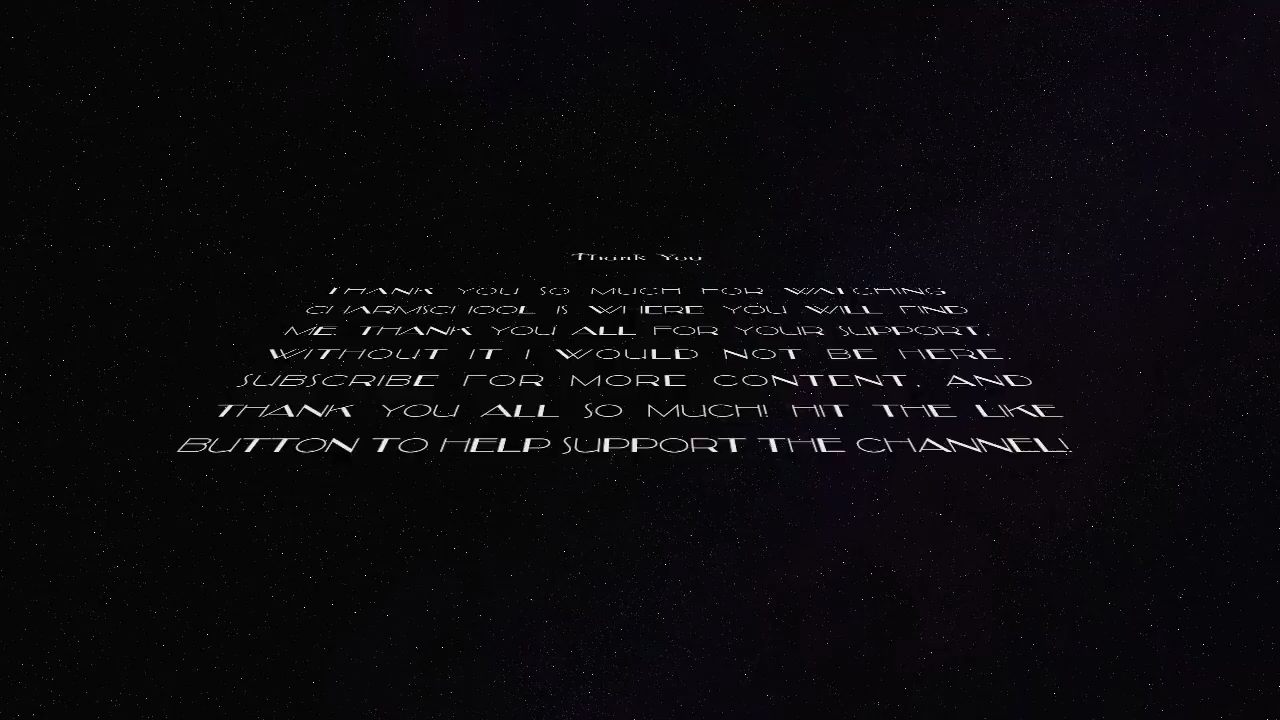 Thank You
THANK YOU SO MUCH FOR WATCHING
CHARMSCHOOL IS WHERE YOU WILL FIND
ME. THANK YOU ALL FOR YOUR SUPPORT,
WITHOUT IT I WOULD NOT BE HERE.
SUBSCRIBE FOR MORE CONTENT, AND
THANK YOU ALL SO MUCH! HIT THE LIKE
BUTTON TO HELP SUPPORT THE CHANNEL!